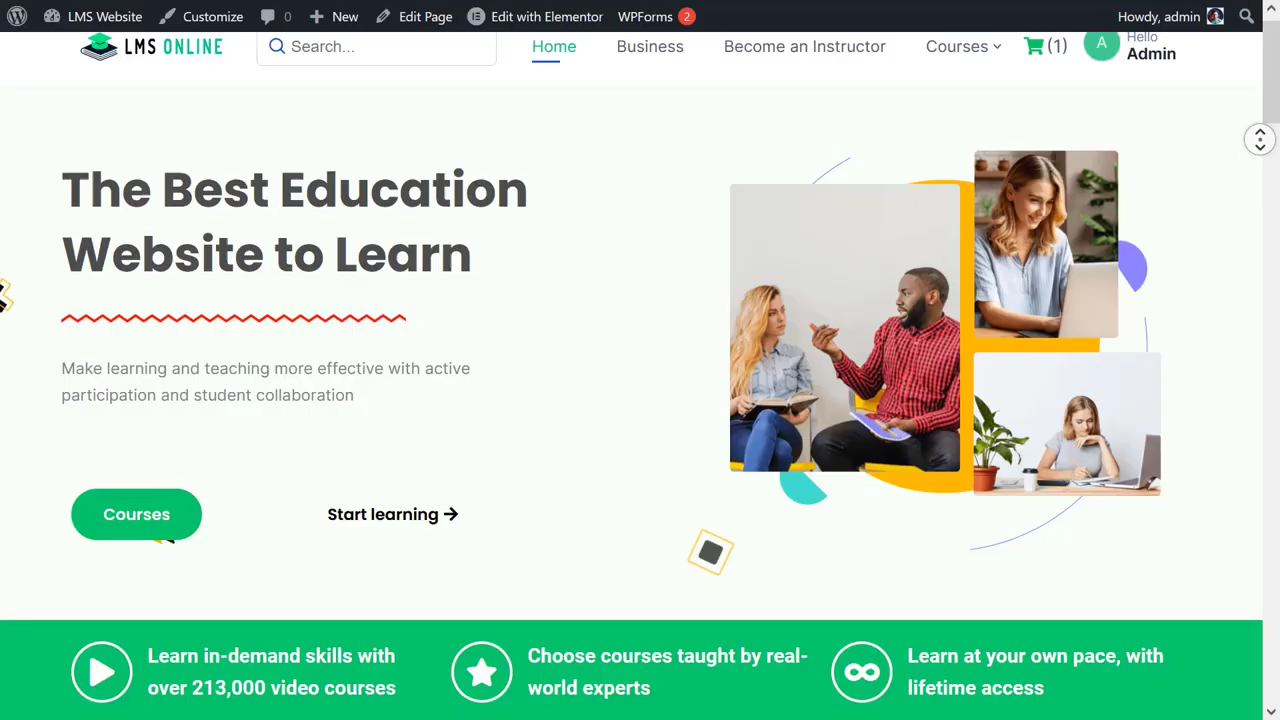 LMS Website
Customize
0
New
Edit Page
Edit with Elementor
WPForms 2
Howdy, admin
LMS ONLINE
Search...
Home
Business
Become an Instructor
Courses
(1)
A
Hello
Admin
The Best Education
Website to Learn
Make learning and teaching more effective with active
participation and student collaboration
Courses
Start learning
Learn in-demand skills with
over 213,000 video courses
Choose courses taught by real-
world experts
Learn at your own pace, with
lifetime access